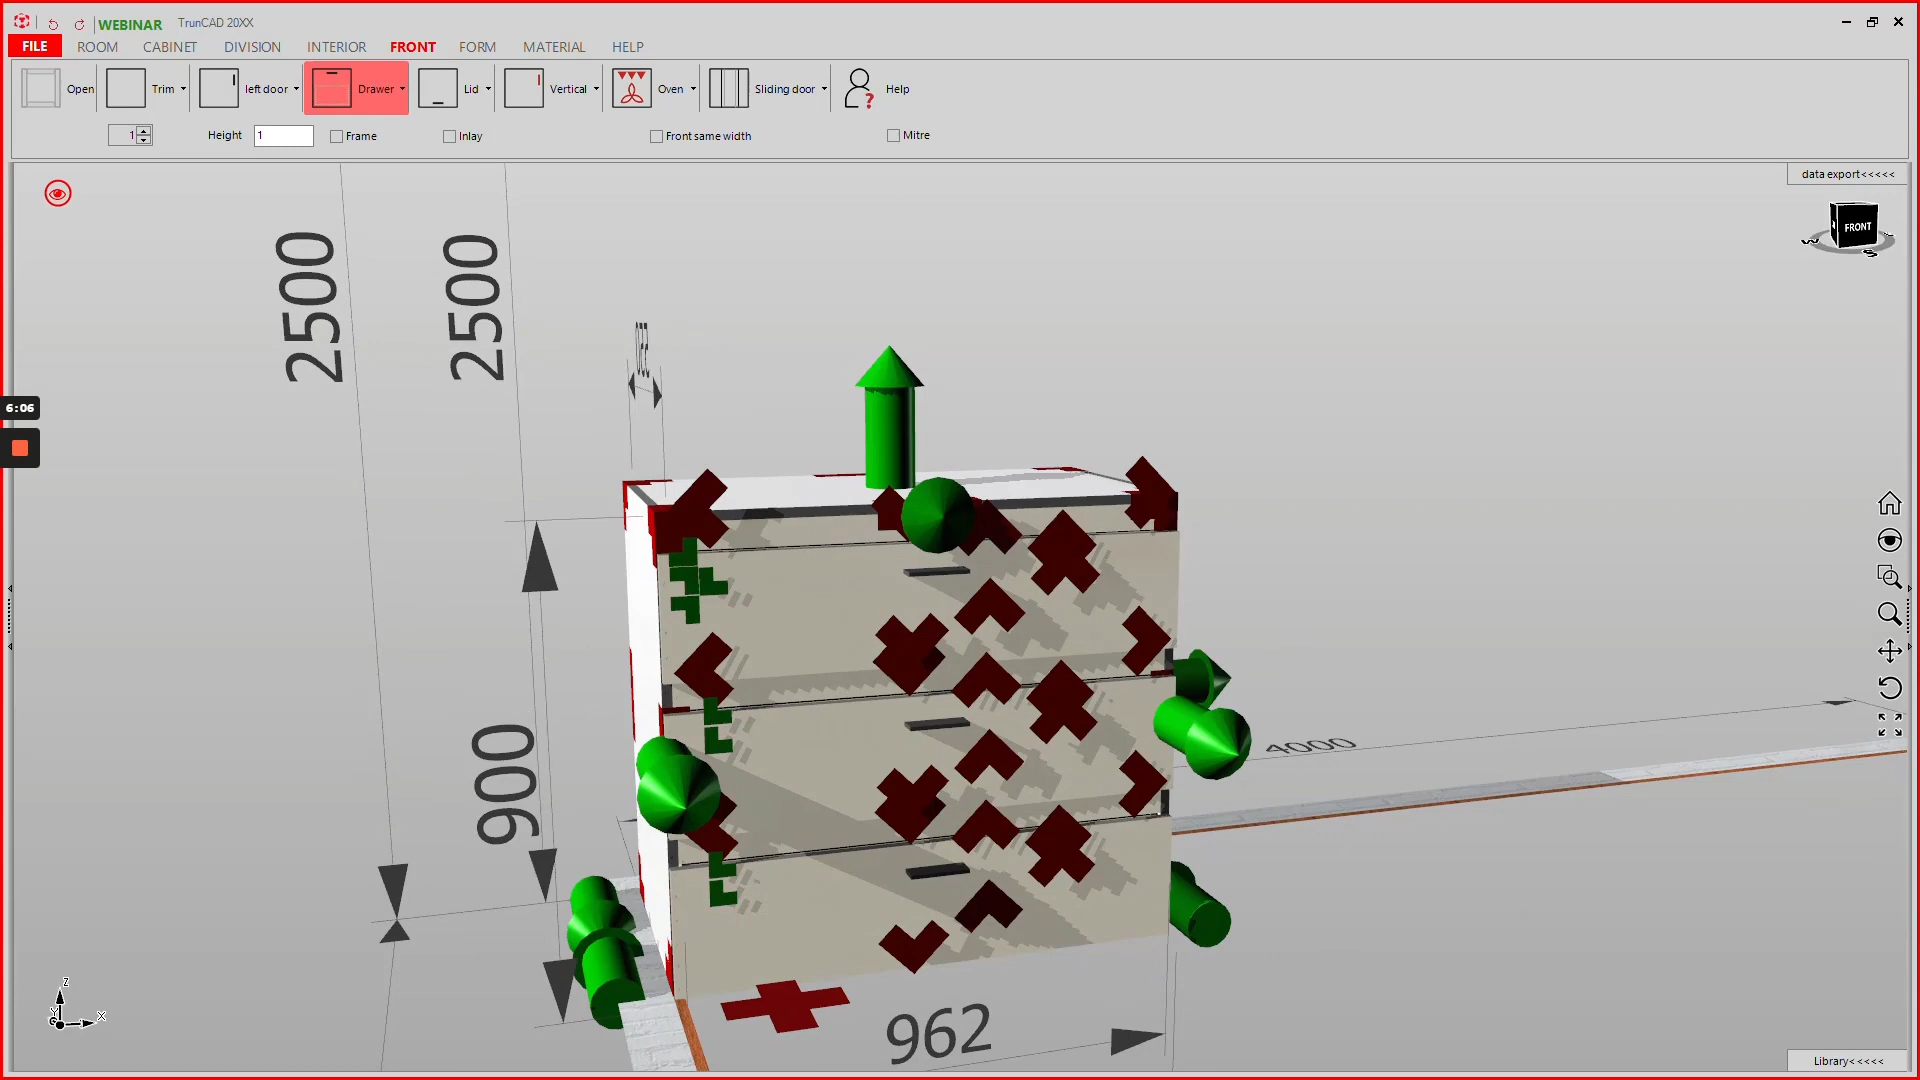 WEBINAR TrunCAD 20XX
FILE ROOM CABINET DIVISION INTERIOR FRONT FORM MATERIAL HELP
Open Trim left door Drawer Lid Vertical Oven Sliding door Help
1 Height 1 Frame Inlay Front same width Mitre
data export<<<<<
FRONT
W S
2500 2500
6:06
900
4000
962
Z
Y X
Library<<<<<